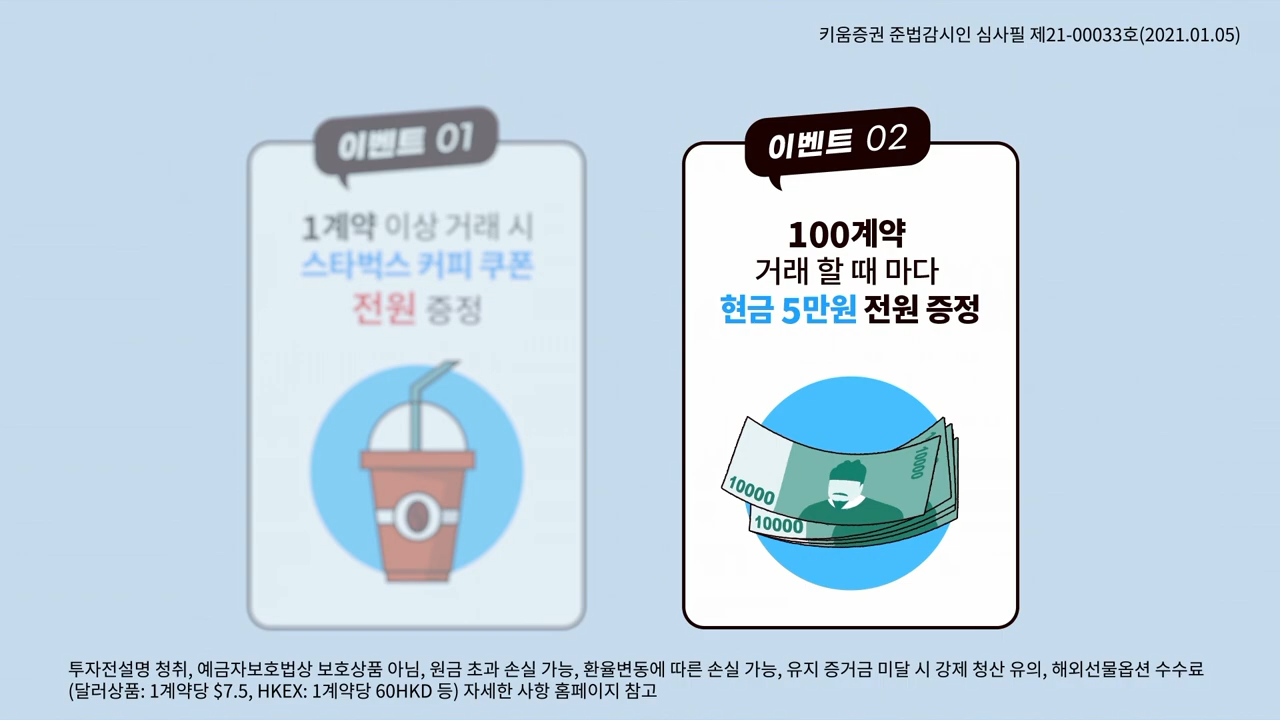 키움증권 준법감시인 심사필 제21-00033호(2021.01.05)
이벤트 01
1계약 이상 거래 시
스타벅스 커피 쿠폰
전원 증정
이벤트 02
100계약
거래 할 때 마다
현금 5만원 전원 증정
10000
10000
10000
투자전설명 청취, 예금자보호법상 보호상품 아님, 원금 초과 손실 가능, 환율변동에 따른 손실 가능, 유지 증거금 미달 시 강제 청산 유의, 해외선물옵션 수수료
(달러상품: 1계약당 $7.5, HKEX: 1계약당 60HKD 등) 자세한 사항 홈페이지 참고